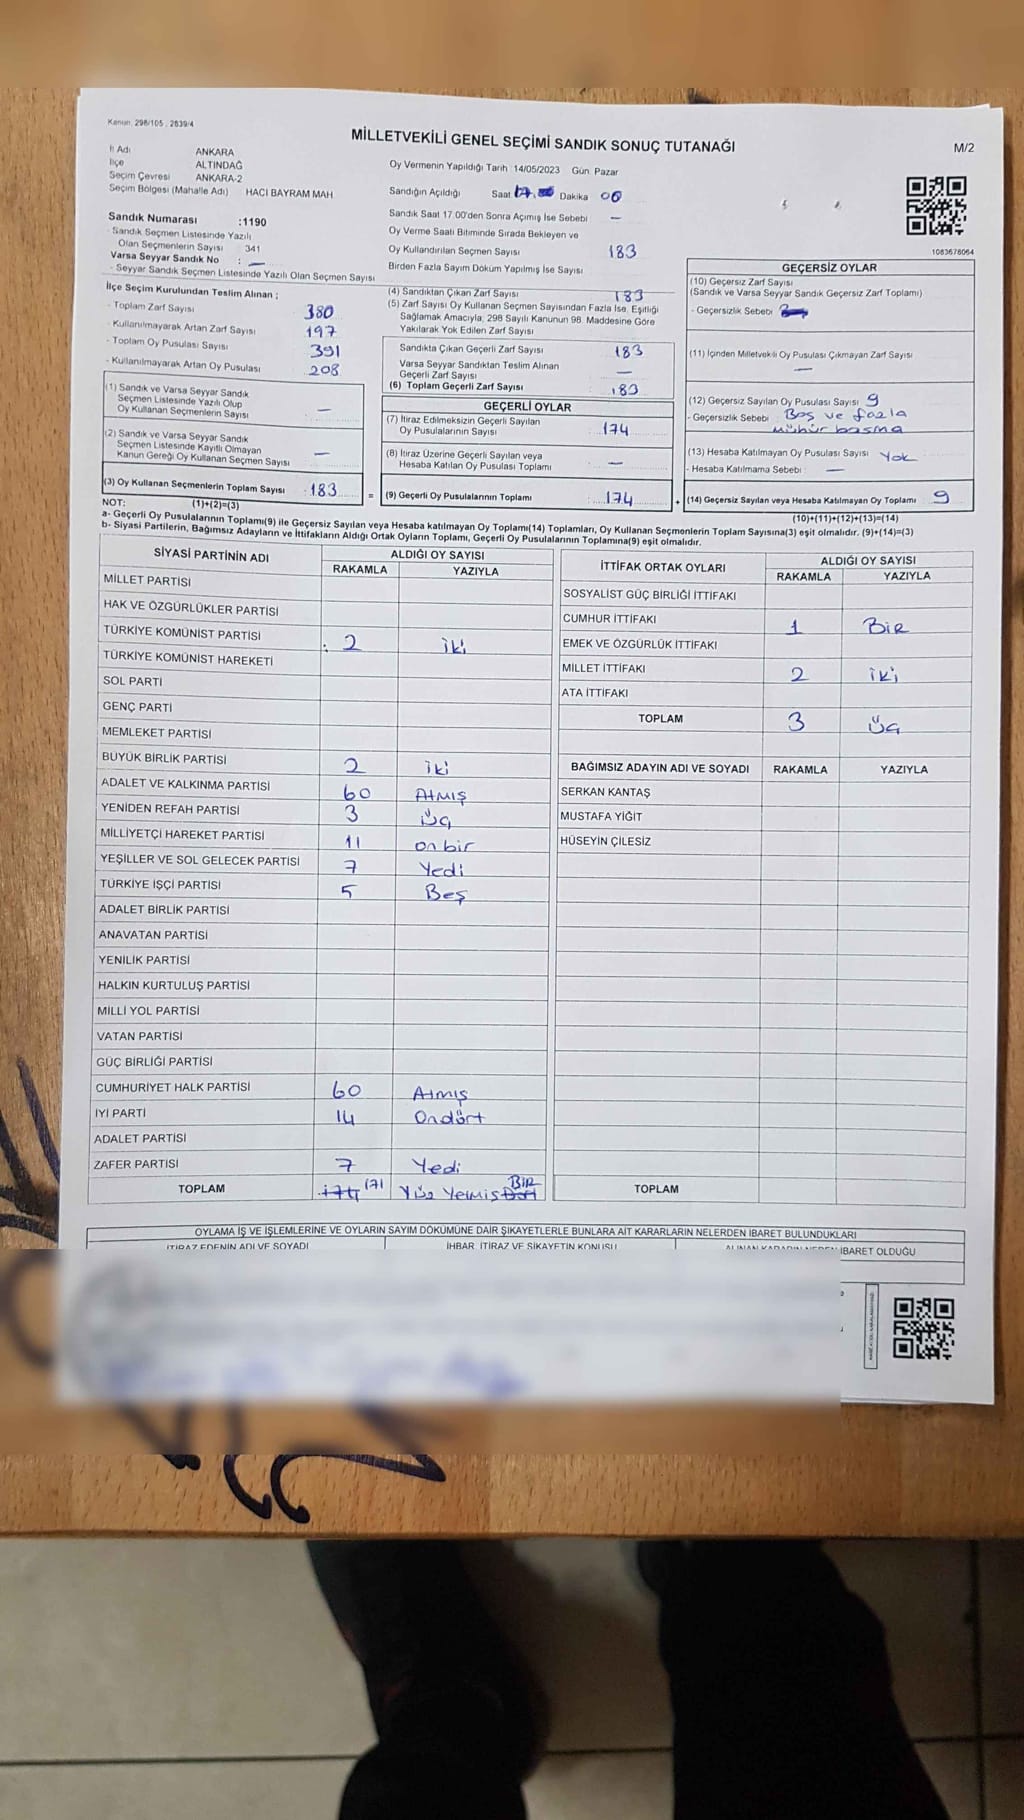 Kanun, 298/105, 2839/4
MİLLETVEKİLİ GENEL SEÇİMİ SANDIK SONUÇ TUTANAĞI
M/2
İl Adı ANKARA
İlçe ALTINDAĞ
Seçim Çevresi ANKARA-2
Seçim Bölgesi (Mahalle Adı) HACI BAYRAM MAH
Sandık Numarası :1190
Sandık Seçmen Listesinde Yazılı
Olan Seçmenlerin Sayısı : 341
Varsa Seyyar Sandık No : —
- Seyyar Sandık Seçmen Listesinde Yazılı Olan Seçmen Sayısı
İlçe Seçim Kurulundan Teslim Alınan ;
- Toplam Zarf Sayısı 380
- Kullanılmayarak Artan Zarf Sayısı 197
- Toplam Oy Pusulası Sayısı 391
- Kullanılmayarak Artan Oy Pusulası 208
(1) Sandık ve Varsa Seyyar Sandık
Seçmen Listesinde Yazılı Olup
Oy Kullanan Seçmenlerin Sayısı —
(2) Sandık ve Varsa Seyyar Sandık
Seçmen Listesinde Kayıtlı Olmayan
Kanun Gereği Oy Kullanan Seçmen Sayısı —
(3) Oy Kullanan Seçmenlerin Toplam Sayısı 183
(1)+(2)=(3)
Oy Vermenin Yapıldığı Tarih 14/05/2023 Gün. Pazar
Sandığın Açıldığı Saat 17 Dakika 00
Sandık Saat 17 00'den Sonra Açımış İse Sebebi —
Oy Verme Saati Bitiminde Sırada Bekleyen ve
Oy Kullandırılan Seçmen Sayısı 183
Birden Fazla Sayım Döküm Yapılmış İse Sayısı
(4) Sandıktan Çıkan Zarf Sayısı 183
(5) Zarf Sayısı Oy Kullanan Seçmen Sayısından Fazla İse, Eşitliği
Sağlamak Amacıyla, 298 Sayılı Kanunun 98. Maddesine Göre
Yakılarak Yok Edilen Zarf Sayısı
Sandıkta Çıkan Geçerli Zarf Sayısı 183
Varsa Seyyar Sandıktan Teslim Alınan
Geçerli Zarf Sayısı —
(6) Toplam Geçerli Zarf Sayısı 183
GEÇERLİ OYLAR
(7) İtiraz Edilmeksizin Geçerli Sayılan
Oy Pusulalarının Sayısı 174
(8) İtiraz Üzerine Geçerli Sayılan veya
Hesaba Katılan Oy Pusulası Toplamı —
= (9) Geçerli Oy Pusulalarının Toplamı : 174
1083678064
GEÇERSİZ OYLAR
(10) Geçersiz Zarf Sayısı
(Sandık ve Varsa Seyyar Sandık Geçersiz Zarf Toplamı)
- Geçersizlik Sebebi
(11) İçinden Milletvekili Oy Pusulası Çıkmayan Zarf Sayısı
—
(12) Geçersiz Sayılan Oy Pusulası Sayısı 9
- Geçersizlik Sebebi Boş ve fazla
mühür basma
(13) Hesaba Katılmayan Oy Pusulası Sayısı Yok
- Hesaba Katılmama Sebebi : —
+ (14) Geçersiz Sayılan veya Hesaba Katılmayan Oy Toplamı 9
(10)+(11)+(12)+(13)=(14)
NOT:
a- Geçerli Oy Pusulalarının Toplamı(9) ile Geçersiz Sayılan veya Hesaba katılmayan Oy Toplamı(14) Toplamları, Oy Kullanan Seçmenlerin Toplam Sayısına(3) eşit olmalıdır. (9)+(14)=(3)
b- Siyasi Partilerin, Bağımsız Adayların ve İttifakların Aldığı Ortak Oyların Toplamı, Geçerli Oy Pusulalarının Toplamına(9) eşit olmalıdır.
SİYASİ PARTİNİN ADI ALDIĞI OY SAYISI
RAKAMLA YAZIYLA
MİLLET PARTİSİ
HAK VE ÖZGÜRLÜKLER PARTİSİ
TÜRKİYE KOMÜNİST PARTİSİ 2 iki
TÜRKİYE KOMÜNİST HAREKETİ
SOL PARTİ
GENÇ PARTİ
MEMLEKET PARTİSİ
BÜYÜK BİRLİK PARTİSİ 2 iki
ADALET VE KALKINMA PARTİSİ 60 Atmış
YENİDEN REFAH PARTİSİ 3 üç
MİLLİYETÇİ HAREKET PARTİSİ 11 onbir
YEŞİLLER VE SOL GELECEK PARTİSİ 7 Yedi
TÜRKİYE İŞÇİ PARTİSİ 5 Beş
ADALET BİRLİK PARTİSİ
ANAVATAN PARTİSİ
YENİLİK PARTİSİ
HALKIN KURTULUŞ PARTİSİ
MİLLİ YOL PARTİSİ
VATAN PARTİSİ
GÜÇ BİRLİĞİ PARTİSİ
CUMHURİYET HALK PARTİSİ 60 Atmış
İYİ PARTİ 14 Ondört
ADALET PARTİSİ
ZAFER PARTİSİ 7 Yedi
TOPLAM 174 171 Yüz Yetmiş Dört BİR
İTTİFAK ORTAK OYLARI ALDIĞI OY SAYISI
RAKAMLA YAZIYLA
SOSYALİST GÜÇ BİRLİĞİ İTTİFAKI
CUMHUR İTTİFAKI 1 BİR
EMEK VE ÖZGÜRLÜK İTTİFAKI
MİLLET İTTİFAKI 2 iki
ATA İTTİFAKI
TOPLAM 3 üç
BAĞIMSIZ ADAYIN ADI VE SOYADI RAKAMLA YAZIYLA
SERKAN KANTAŞ
MUSTAFA YİĞİT
HÜSEYİN ÇİLESİZ
TOPLAM
OYLAMA İŞ VE İŞLEMLERİNE VE OYLARIN SAYIM DÖKÜMÜNE DAİR ŞİKAYETLERLE BUNLARA AİT KARARLARIN NELERDEN İBARET BULUNDUKLARI
İTİRAZ EDENİN ADI VE SOYADI İHBAR, İTİRAZ VE ŞİKAYETİN KONUSU ALINAN KARARIN NEDEN İBARET OLDUĞU